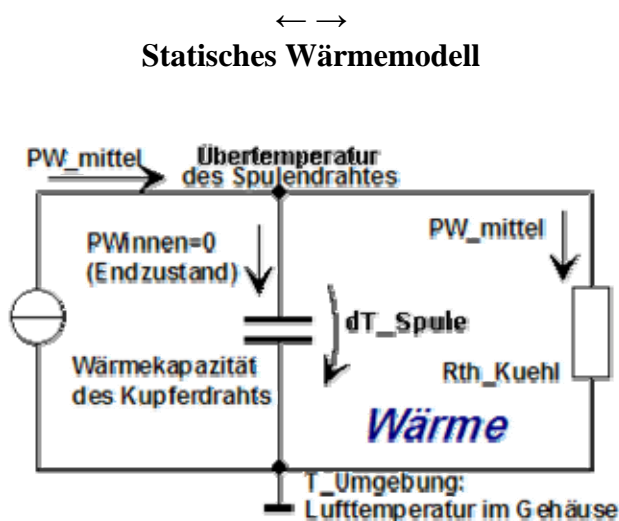 ← →
Statisches Wärmemodell
PW_mittel
Übertemperatur
des Spulendrahtes
PWinnen=0
(Endzustand)
PW_mittel
dT_Spule
Wärmekapazität
des Kupferdrahts
Rth_Kuehl
Wärme
T_Umgebung:
Lufttemperatur im Gehäuse